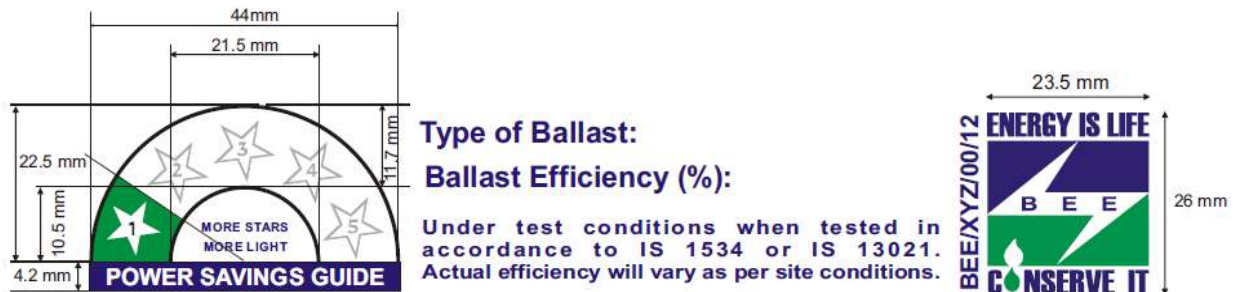 44mm
21.5 mm
22.5 mm
10.5 mm
11.7 mm
4.2 mm
1
2
3
4
5
MORE STARS
MORE LIGHT
POWER SAVINGS GUIDE
Type of Ballast:
Ballast Efficiency (%):
Under test conditions when tested in
accordance to IS 1534 or IS 13021.
Actual efficiency will vary as per site conditions.
23.5 mm
BEE/XYZ/00/12
ENERGY IS LIFE
B E E
CONSERVE IT
26 mm